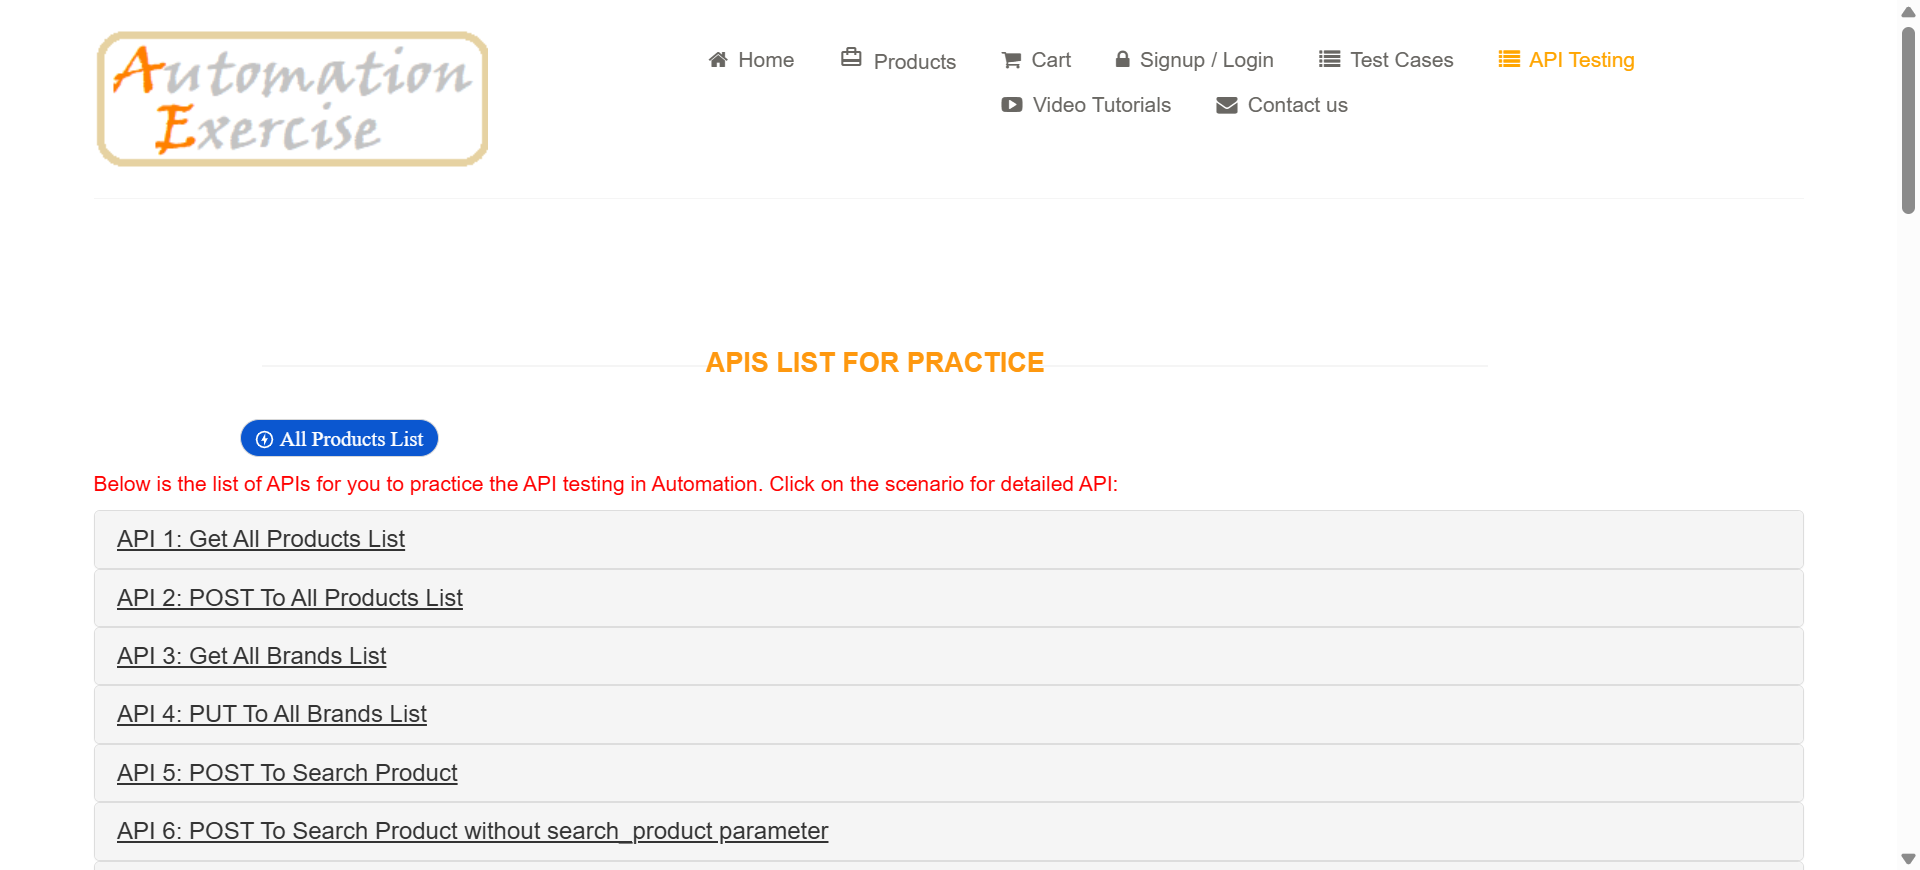 Automation
Exercise
Home
Products
Cart
Signup / Login
Test Cases
API Testing
Video Tutorials
Contact us
APIS LIST FOR PRACTICE
All Products List
Below is the list of APIs for you to practice the API testing in Automation. Click on the scenario for detailed API:
API 1: Get All Products List
API 2: POST To All Products List
API 3: Get All Brands List
API 4: PUT To All Brands List
API 5: POST To Search Product
API 6: POST To Search Product without search_product parameter